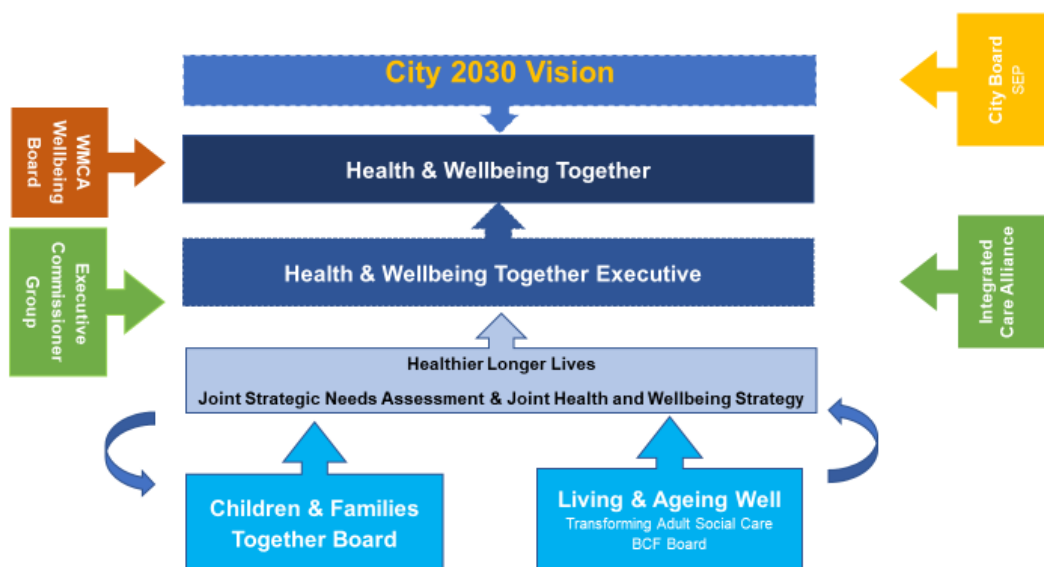 City 2030 Vision
City Board
SEP
WMCA
Wellbeing
Board
Health & Wellbeing Together
Executive
Commissioner
Group
Health & Wellbeing Together Executive
Integrated
Care Alliance
Healthier Longer Lives
Joint Strategic Needs Assessment & Joint Health and Wellbeing Strategy
Children & Families
Together Board
Living & Ageing Well
Transforming Adult Social Care
BCF Board